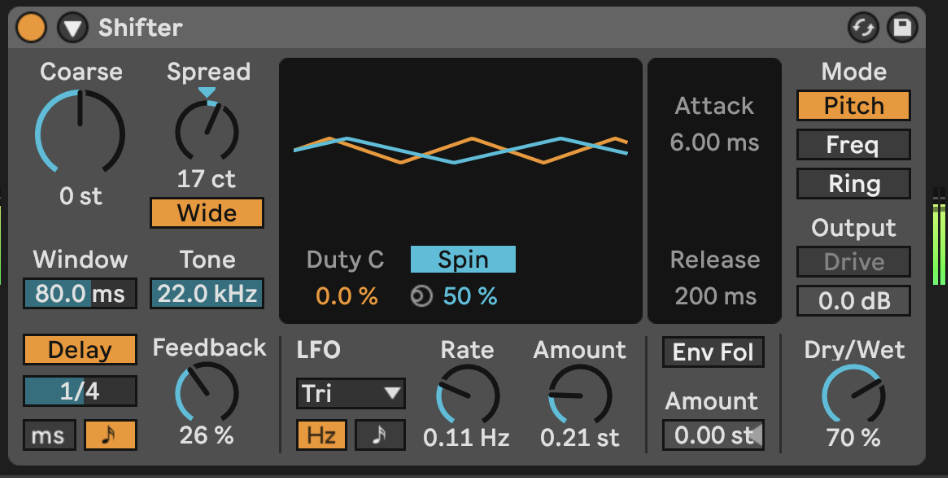 Shifter
Coarse
0 st
Spread
17 ct
Wide
Window
80.0 ms
Tone
22.0 kHz
Delay
1/4
ms
Feedback
26 %
Duty C
0.0 %
Spin
50 %
Attack
6.00 ms
Release
200 ms
LFO
Tri
Hz
Rate
0.11 Hz
Amount
0.21 st
Env Fol
Amount
0.00 st
Mode
Pitch
Freq
Ring
Output
Drive
0.0 dB
Dry/Wet
70 %